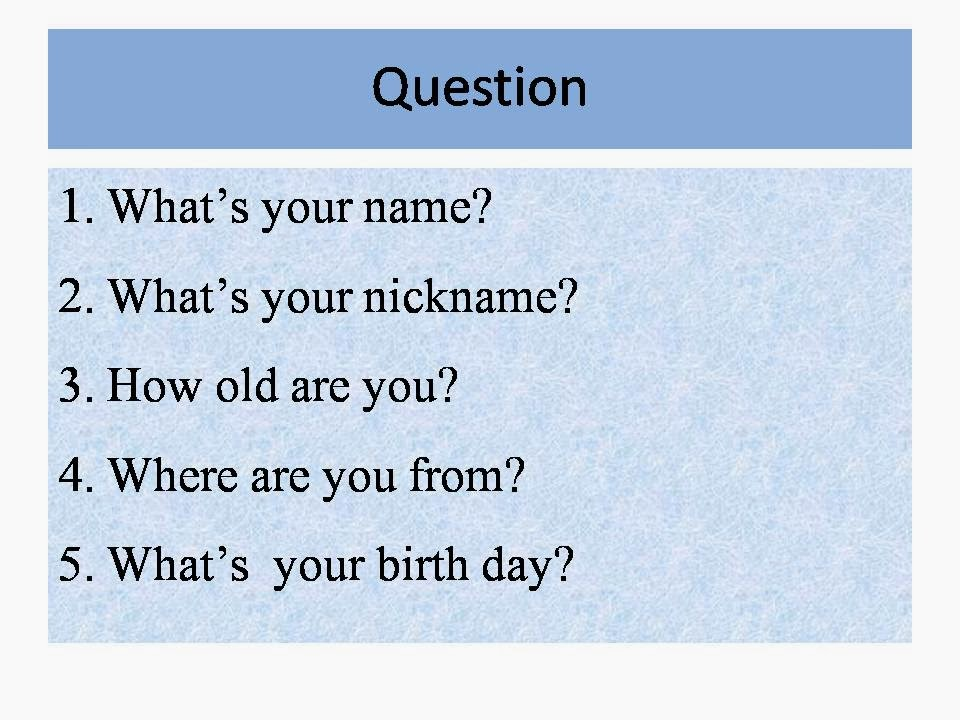 Question
1. What’s your name?
2. What’s your nickname?
3. How old are you?
4. Where are you from?
5. What’s  your birth day?